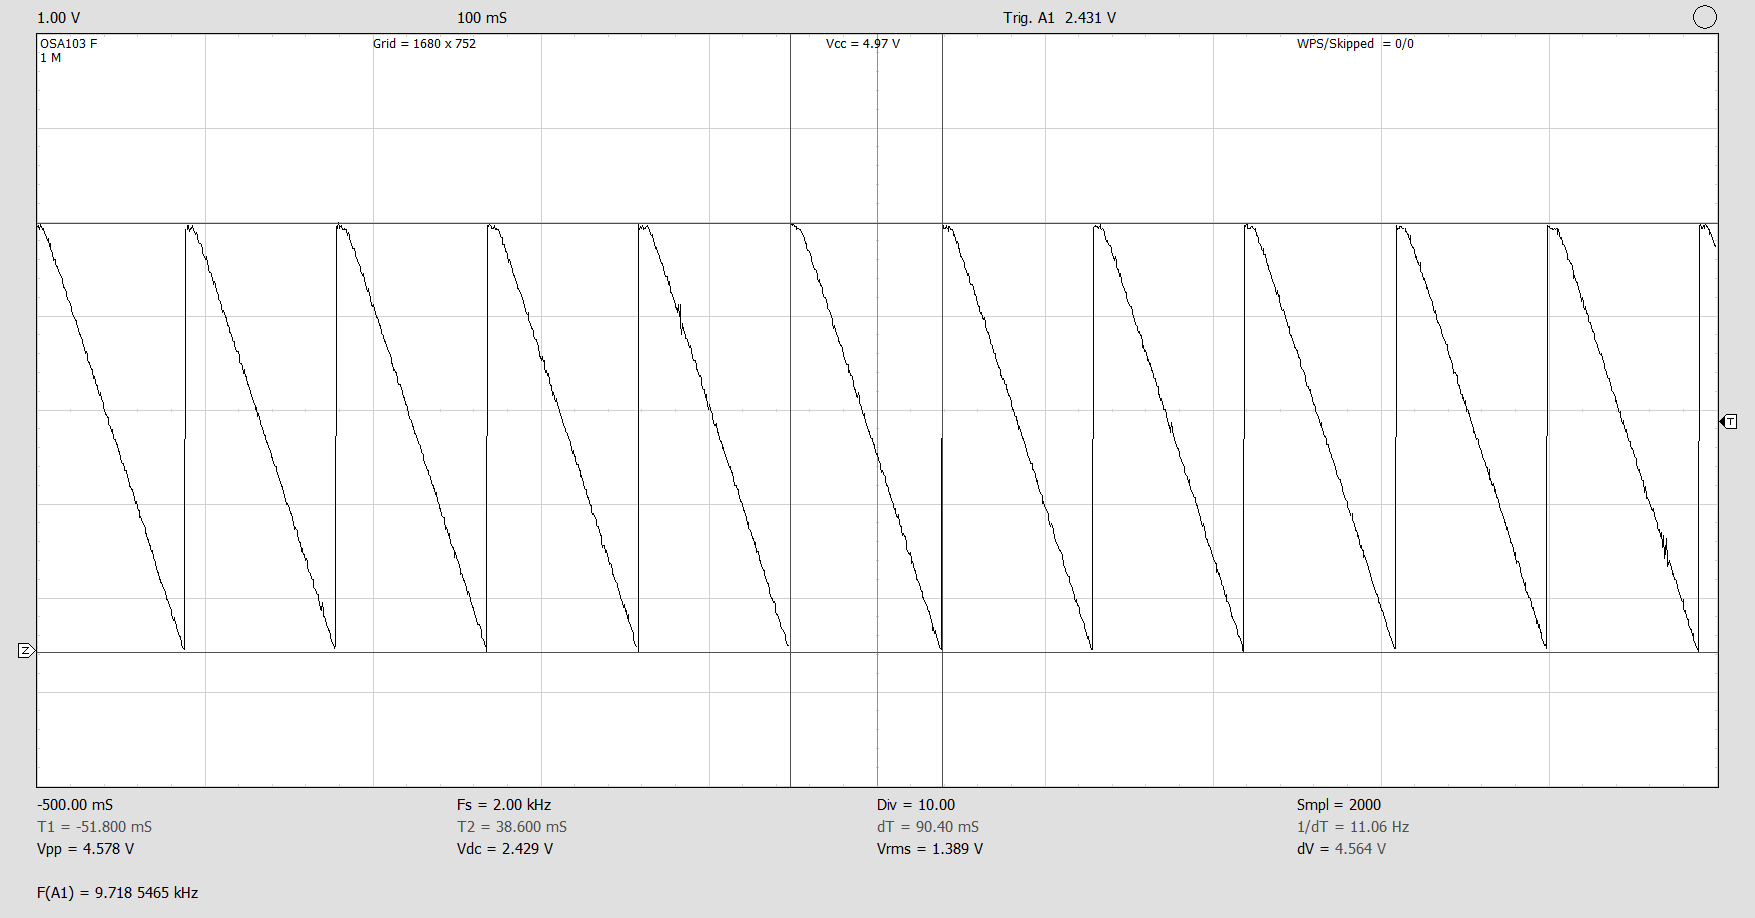 1.00 V 100 mS Trig. A1 2.431 V
OSA103 F Grid = 1680 x 752 Vcc = 4.97 V WPS/Skipped = 0/0
1 M
T
Z
-500.00 mS Fs = 2.00 kHz Div = 10.00 Smpl = 2000
T1 = -51.800 mS T2 = 38.600 mS dT = 90.40 mS 1/dT = 11.06 Hz
Vpp = 4.578 V Vdc = 2.429 V Vrms = 1.389 V dV = 4.564 V
F(A1) = 9.718 5465 kHz